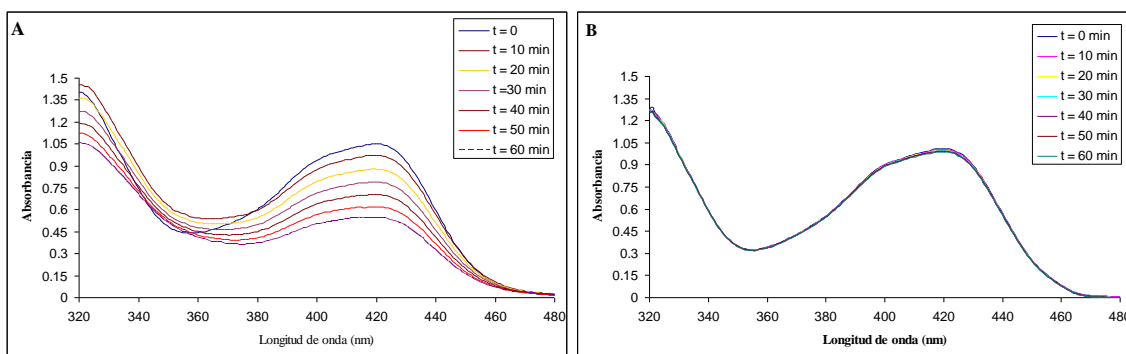 A
t = 0
t = 10 min
t = 20 min
t =30 min
t = 40 min
t = 50 min
t = 60 min
Absorbancia
1.5
1.35
1.2
1.05
0.9
0.75
0.6
0.45
0.3
0.15
0
320 340 360 380 400 420 440 460 480
Longitud de onda (nm)
B
t = 0 min
t = 10 min
t = 20 min
t = 30 min
t = 40 min
t = 50 min
t = 60 min
Absorbancia
1.5
1.35
1.2
1.05
0.9
0.75
0.6
0.45
0.3
0.15
0
320 340 360 380 400 420 440 460 480
Longitud de onda (nm)